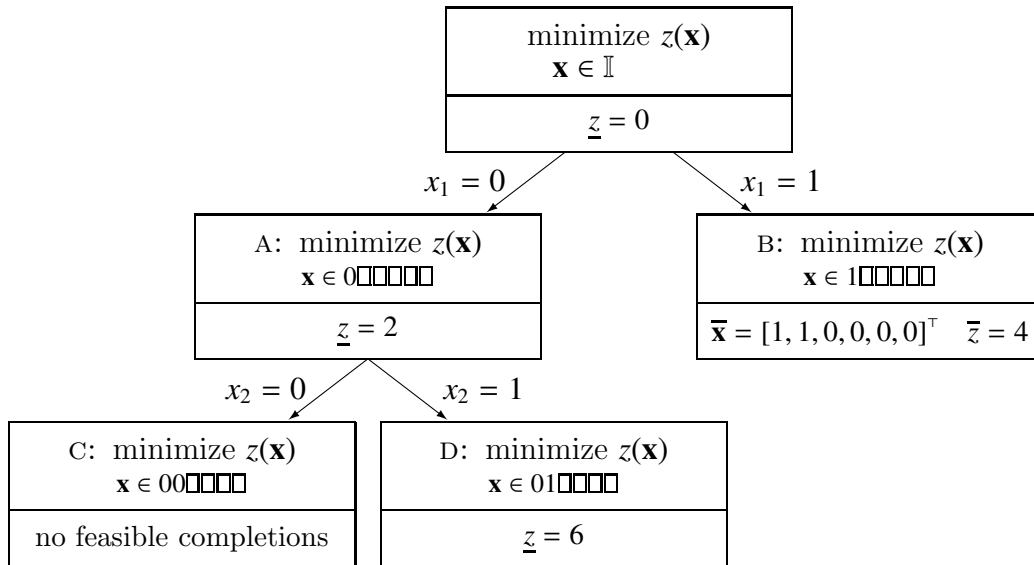 minimize z(𝐱)
𝐱 ∈ 𝕀
z̲ = 0
x₁ = 0
x₁ = 1
A: minimize z(𝐱)
𝐱 ∈ 0□□□□□
z̲ = 2
B: minimize z(𝐱)
𝐱 ∈ 1□□□□□
x̅ = [1, 1, 0, 0, 0, 0]ᵀ z̅ = 4
x₂ = 0
x₂ = 1
C: minimize z(𝐱)
𝐱 ∈ 00□□□□
no feasible completions
D: minimize z(𝐱)
𝐱 ∈ 01□□□□
z̲ = 6